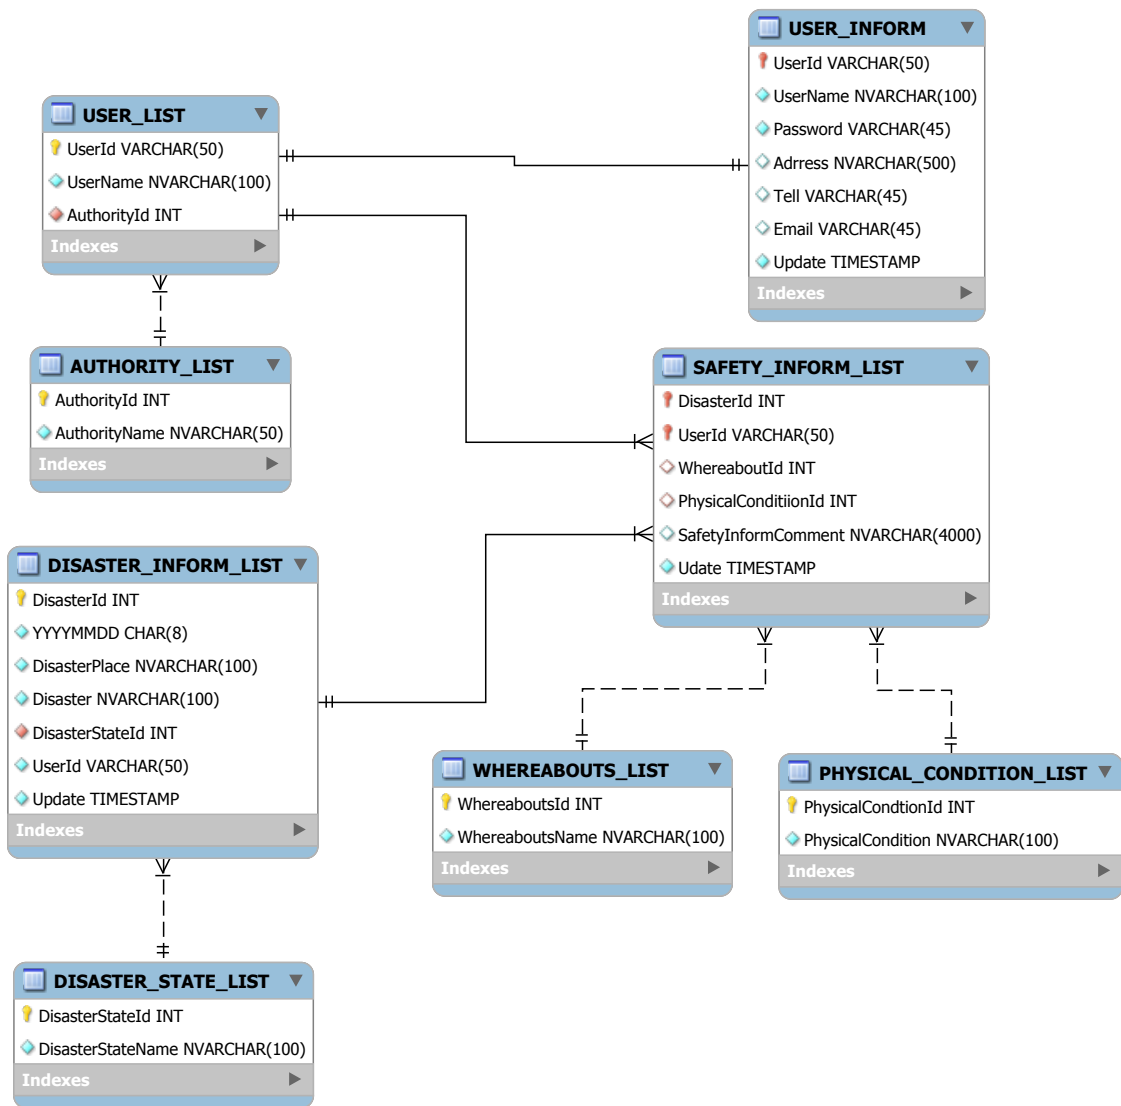 USER_INFORM
UserId VARCHAR(50)
UserName NVARCHAR(100)
Password VARCHAR(45)
Adrress NVARCHAR(500)
Tell VARCHAR(45)
Email VARCHAR(45)
Update TIMESTAMP
Indexes
USER_LIST
UserId VARCHAR(50)
UserName NVARCHAR(100)
AuthorityId INT
Indexes
AUTHORITY_LIST
AuthorityId INT
AuthorityName NVARCHAR(50)
Indexes
SAFETY_INFORM_LIST
DisasterId INT
UserId VARCHAR(50)
WhereaboutId INT
PhysicalConditiionId INT
SafetyInformComment NVARCHAR(4000)
Udate TIMESTAMP
Indexes
DISASTER_INFORM_LIST
DisasterId INT
YYYYMMDD CHAR(8)
DisasterPlace NVARCHAR(100)
Disaster NVARCHAR(100)
DisasterStateId INT
UserId VARCHAR(50)
Update TIMESTAMP
Indexes
WHEREABOUTS_LIST
WhereaboutsId INT
WhereaboutsName NVARCHAR(100)
Indexes
PHYSICAL_CONDITION_LIST
PhysicalCondtionId INT
PhysicalCondition NVARCHAR(100)
Indexes
DISASTER_STATE_LIST
DisasterStateId INT
DisasterStateName NVARCHAR(100)
Indexes